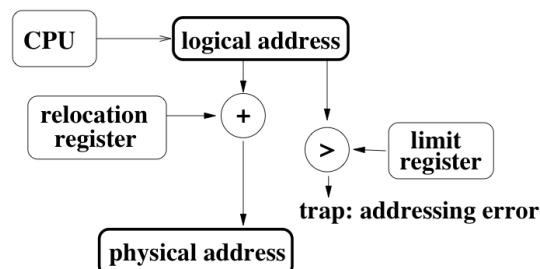 CPU
logical address
relocation
register
+
>
limit
register
trap: addressing error
physical address